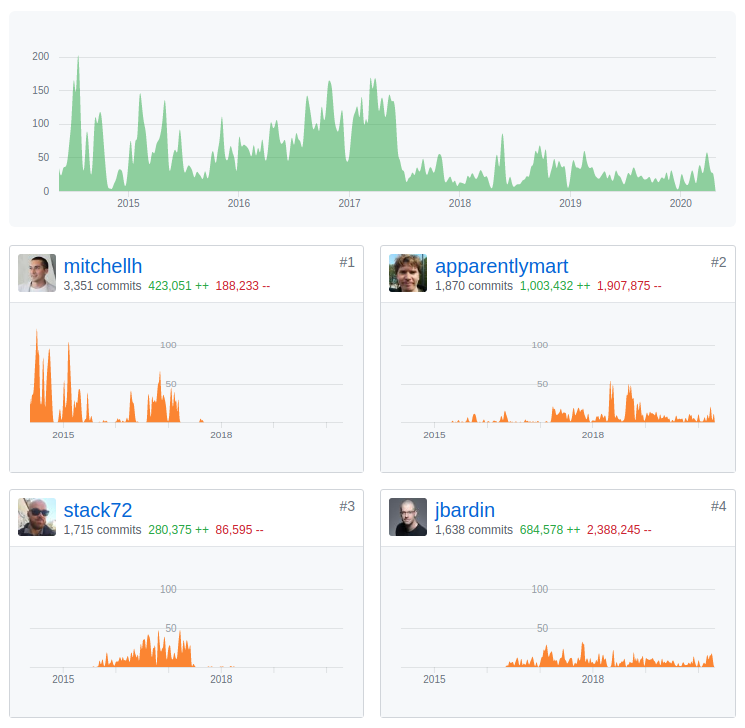 200
150
100
50
0
2015 2016 2017 2018 2019 2020
mitchellh #1
3,351 commits 423,051 ++ 188,233 --
100
50
2015 2018
apparentlymart #2
1,870 commits 1,003,432 ++ 1,907,875 --
100
50
2015 2018
stack72 #3
1,715 commits 280,375 ++ 86,595 --
100
50
2015 2018
jbardin #4
1,638 commits 684,578 ++ 2,388,245 --
100
50
2015 2018